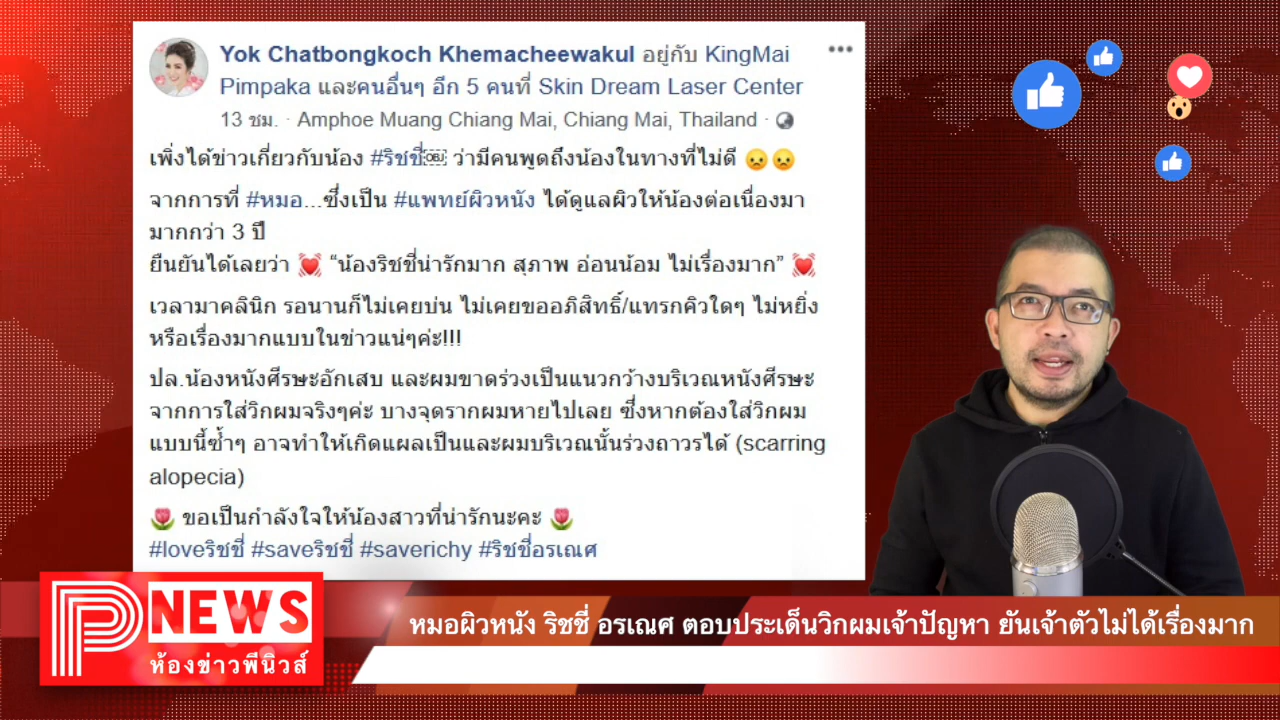 Yok Chatbongkoch Khemacheewakul อยู่กับ KingMai
Pimpaka และคนอื่นๆ อีก 5 คนที่ Skin Dream Laser Center
13 ชม. · Amphoe Muang Chiang Mai, Chiang Mai, Thailand ·
เพิ่งได้ข่าวเกี่ยวกับน้อง #ริชชี่￼ ว่ามีคนพูดถึงน้องในทางที่ไม่ดี 😞😞
จากการที่ #หมอ...ซึ่งเป็น #แพทย์ผิวหนัง ได้ดูแลผิวให้น้องต่อเนื่องมา
มากกว่า 3 ปี
ยืนยันได้เลยว่า 💓 “น้องริชชี่น่ารักมาก สุภาพ อ่อนน้อม ไม่เรื่องมาก” 💓
เวลามาคลินิก รอนานก็ไม่เคยบ่น ไม่เคยขออภิสิทธิ์/แทรกคิวใดๆ ไม่หยิ่ง
หรือเรื่องมากแบบในข่าวแน่ๆค่ะ!!!
ปล.น้องหนังศีรษะอักเสบ และผมขาดร่วงเป็นแนวกว้างบริเวณหนังศีรษะ
จากการใส่วิกผมจริงๆค่ะ บางจุดรากผมหายไปเลย ซึ่งหากต้องใส่วิกผม
แบบนี้ซ้ำๆ อาจทำให้เกิดแผลเป็นและผมบริเวณนั้นร่วงถาวรได้ (scarring
alopecia)
🌷 ขอเป็นกำลังใจให้น้องสาวที่น่ารักนะคะ 🌷
#loveริชชี่ #saveริชชี่ #saverichy #ริชชี่อรเณศ
P NEWS
ห้องข่าวพีนิวส์
หมอผิวหนัง ริชชี่ อรเณศ ตอบประเด็นวิกผมเจ้าปัญหา ยันเจ้าตัวไม่ได้เรื่องมาก